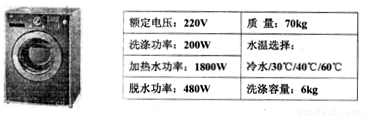 额定电压：220V
质 量：70kg
洗涤功率：200W
水温选择：
加热水功率：1800W
冷水/30℃/40℃/60℃
脱水功率：480W
洗涤容量：6kg